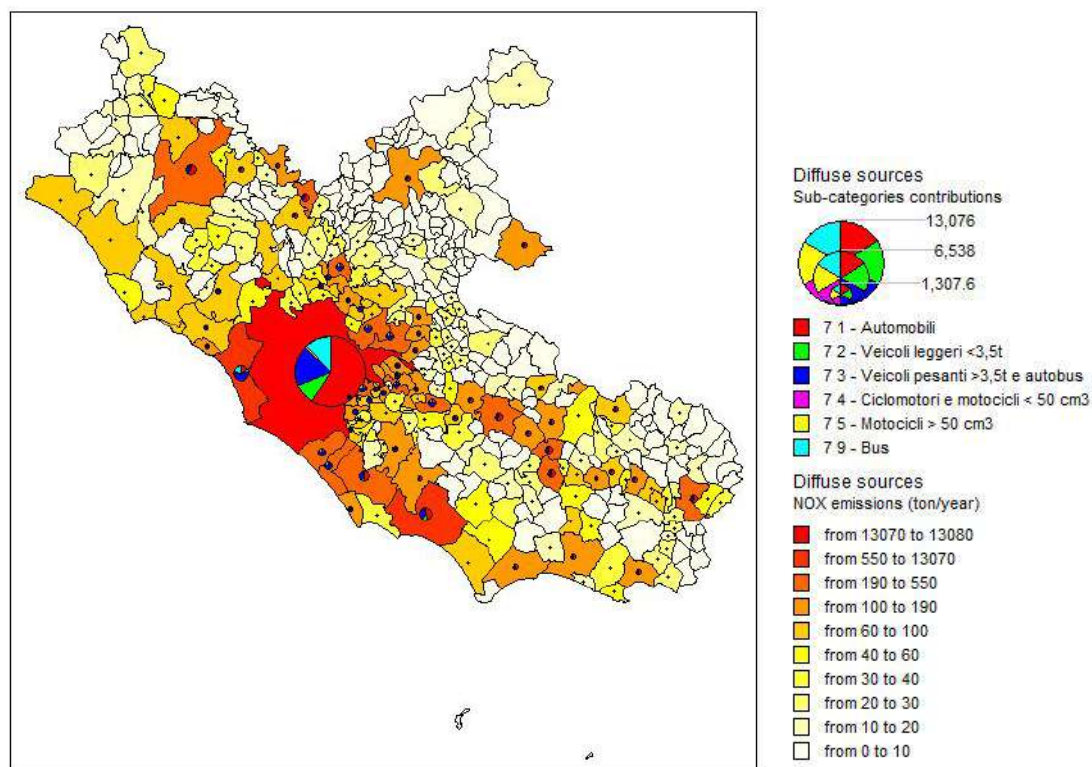 Diffuse sources
Sub-categories contributions
13,076
6,538
1,307.6
7 1 - Automobili
7 2 - Veicoli leggeri <3,5t
7 3 - Veicoli pesanti >3,5t e autobus
7 4 - Ciclomotori e motocicli < 50 cm3
7 5 - Motocicli > 50 cm3
7 9 - Bus
Diffuse sources
NOX emissions (ton/year)
from 13070 to 13080
from 550 to 13070
from 190 to 550
from 100 to 190
from 60 to 100
from 40 to 60
from 30 to 40
from 20 to 30
from 10 to 20
from 0 to 10